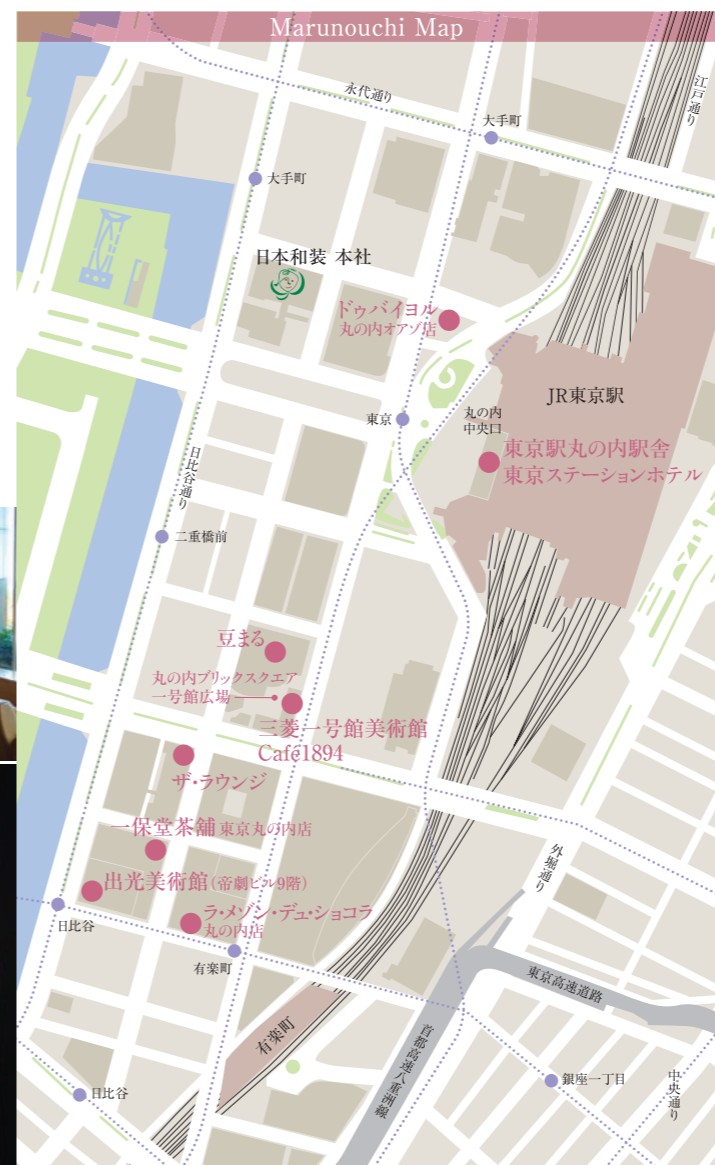 Marunouchi Map
江戸通り
永代通り
大手町
大手町
日本和装 本社
ドゥバイヨル
丸の内オアゾ店
JR東京駅
丸の内
中央口
東京
東京駅丸の内駅舎
東京ステーションホテル
日比谷通り
二重橋前
豆まる
丸の内ブリックスクエア
一号館広場
三菱一号館美術館
Café1894
ザ・ラウンジ
一保堂茶舗 東京丸の内店
外堀通り
出光美術館(帝劇ビル9階)
ラ・メゾン・デュ・ショコラ
丸の内店
日比谷
有楽町
東京高速道路
有楽町
首都高速八重洲線
日比谷
銀座一丁目
中央通り